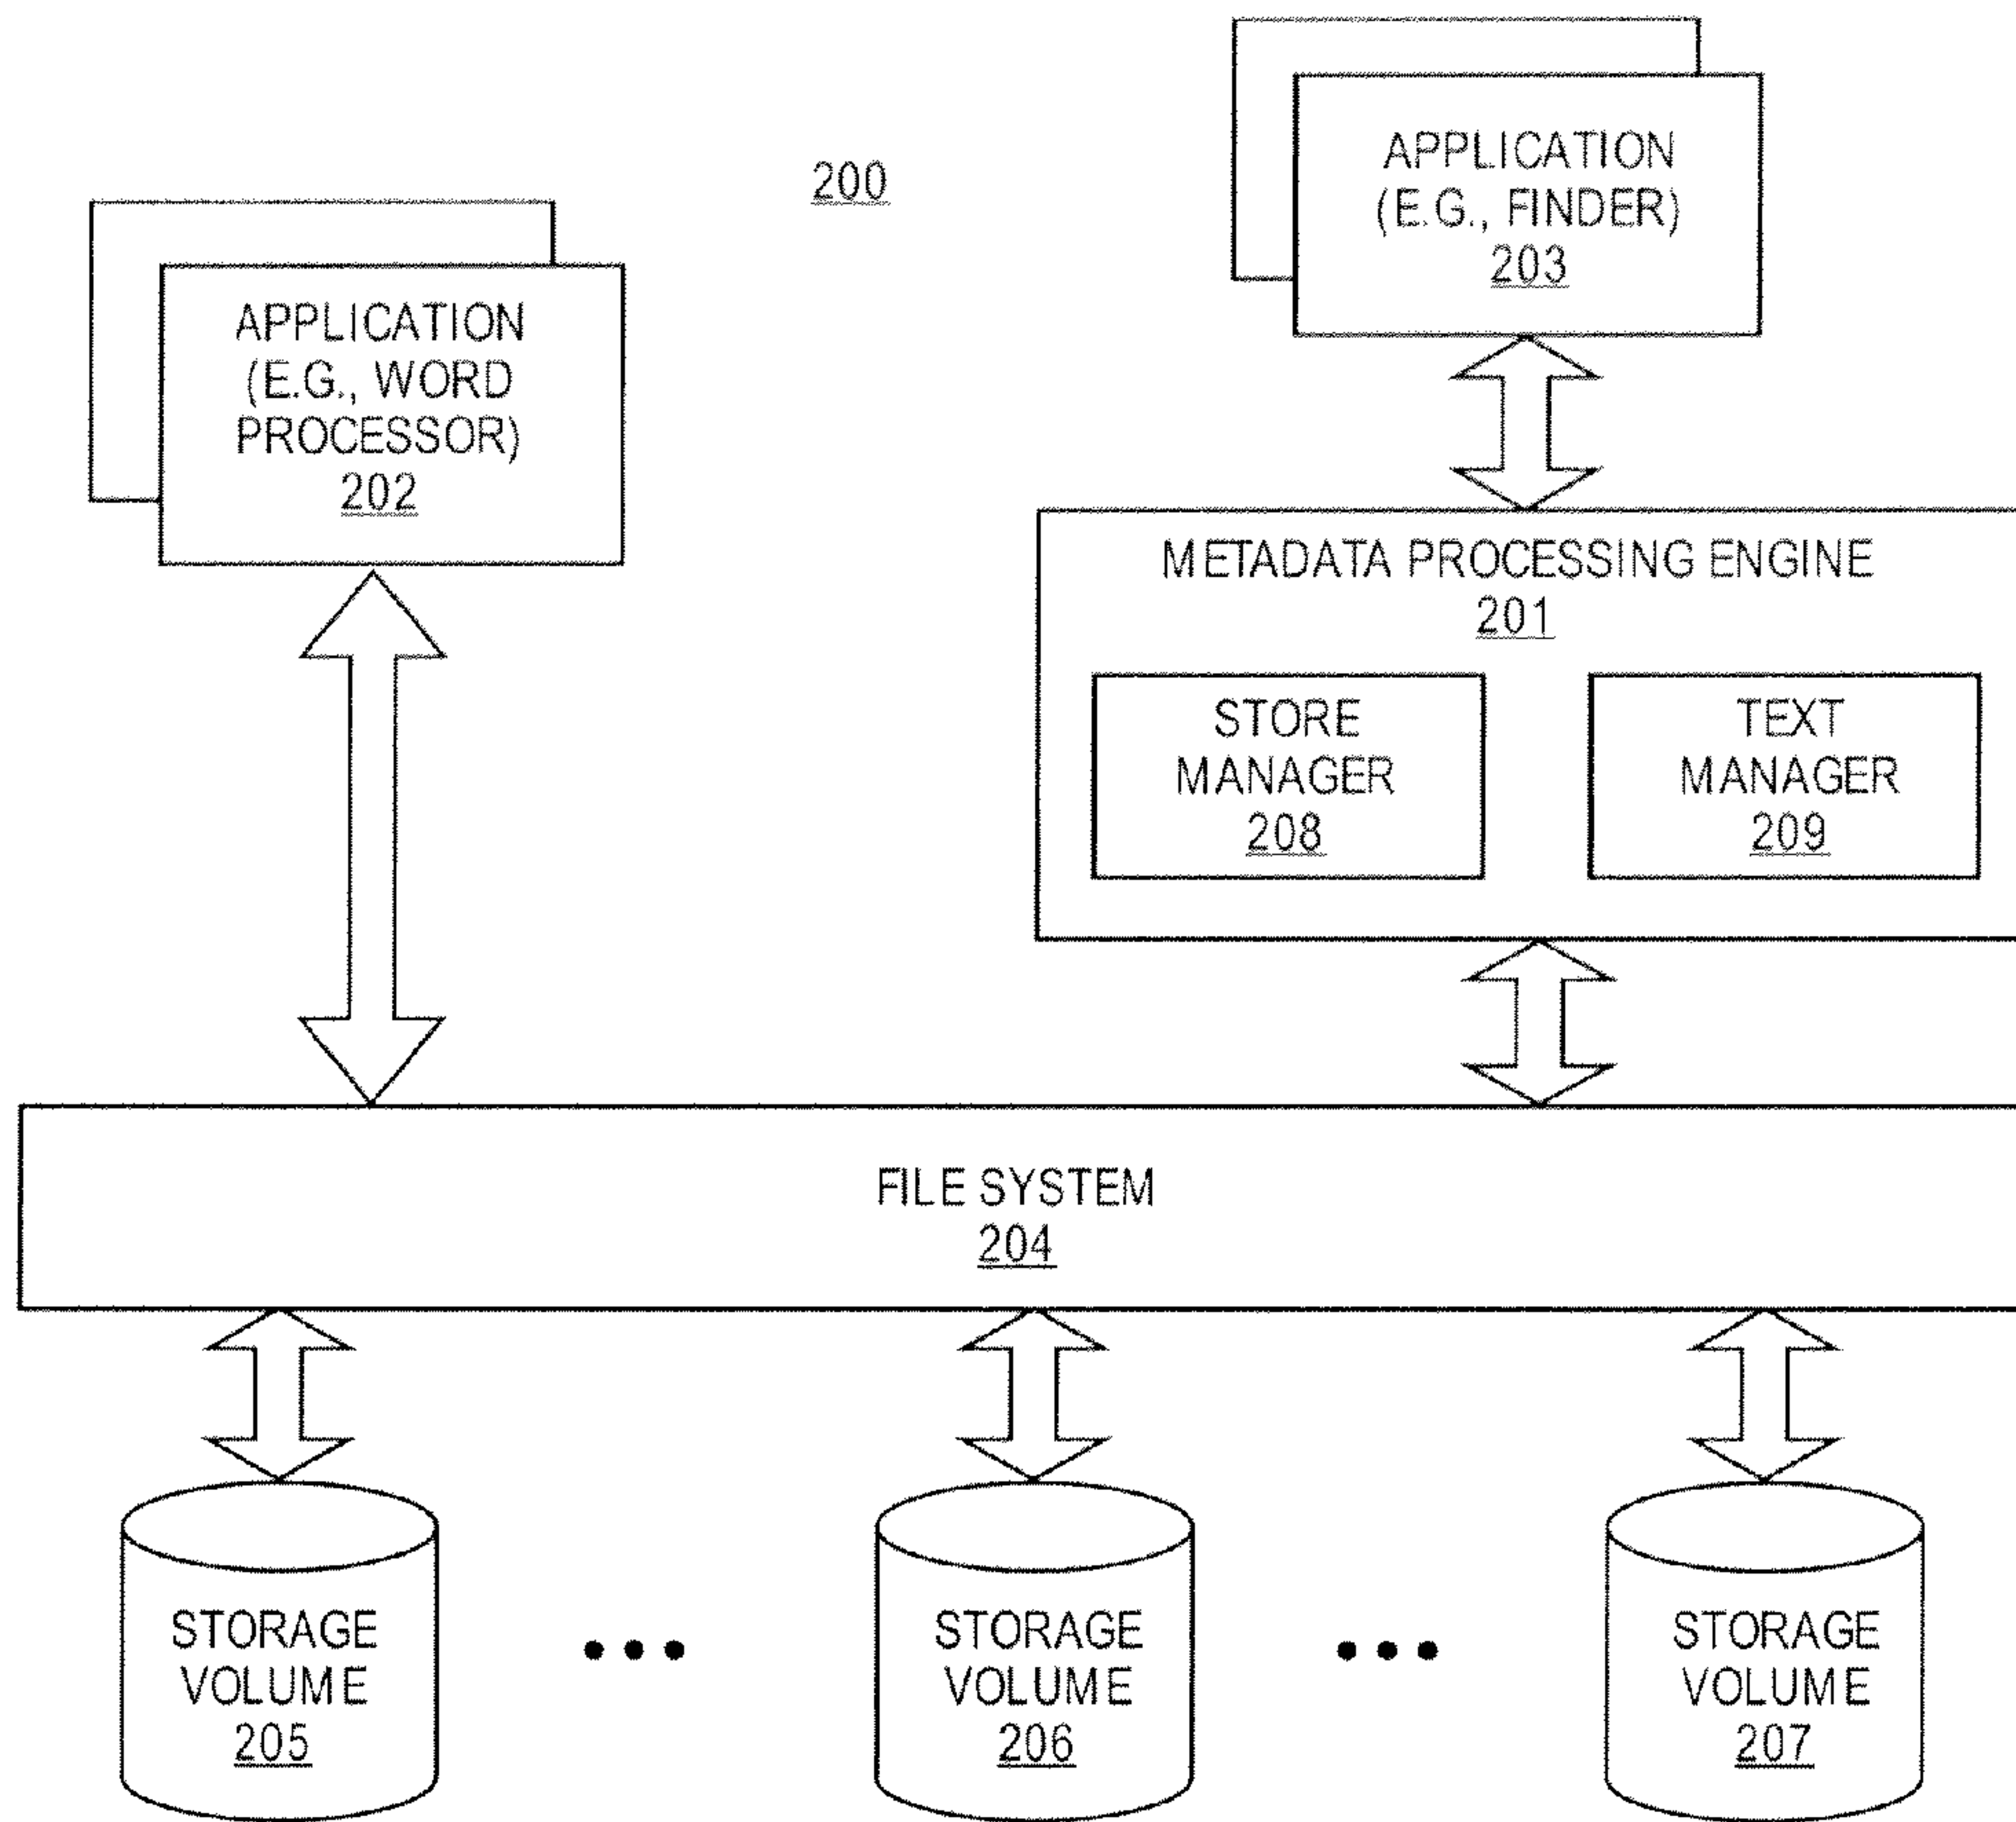 200
APPLICATION
(E.G., FINDER)
203
APPLICATION
(E.G., WORD
PROCESSOR)
202
METADATA PROCESSING ENGINE
201
STORE
MANAGER
208
TEXT
MANAGER
209
FILE SYSTEM
204
STORAGE
VOLUME
205
STORAGE
VOLUME
206
STORAGE
VOLUME
207